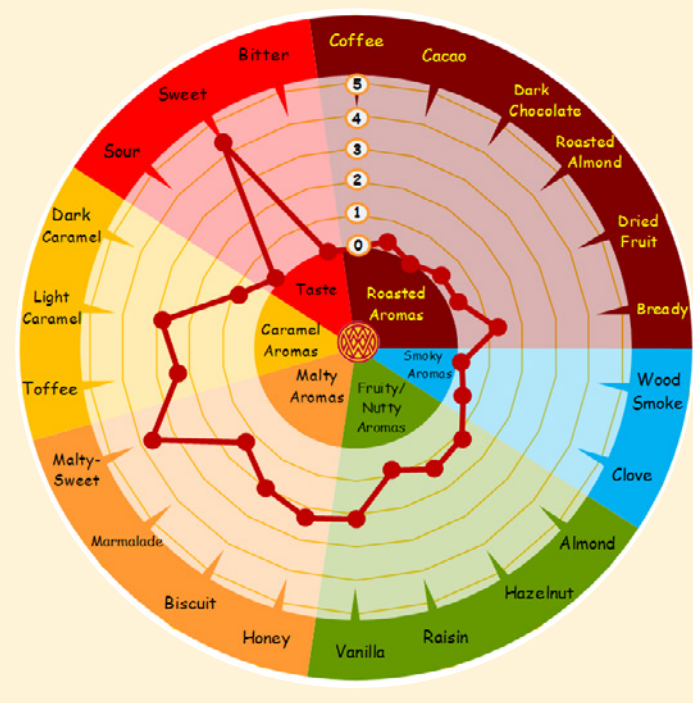 Coffee
Cacao
Dark
Chocolate
Roasted
Almond
Dried
Fruit
Bready
Wood
Smoke
Clove
Almond
Hazelnut
Raisin
Vanilla
Honey
Biscuit
Marmalade
Malty-
Sweet
Toffee
Light
Caramel
Dark
Caramel
Sour
Sweet
Bitter
5
4
3
2
1
0
Taste
Roasted
Aromas
Caramel
Aromas
Smoky
Aromas
Malty
Aromas
Fruity/
Nutty
Aromas